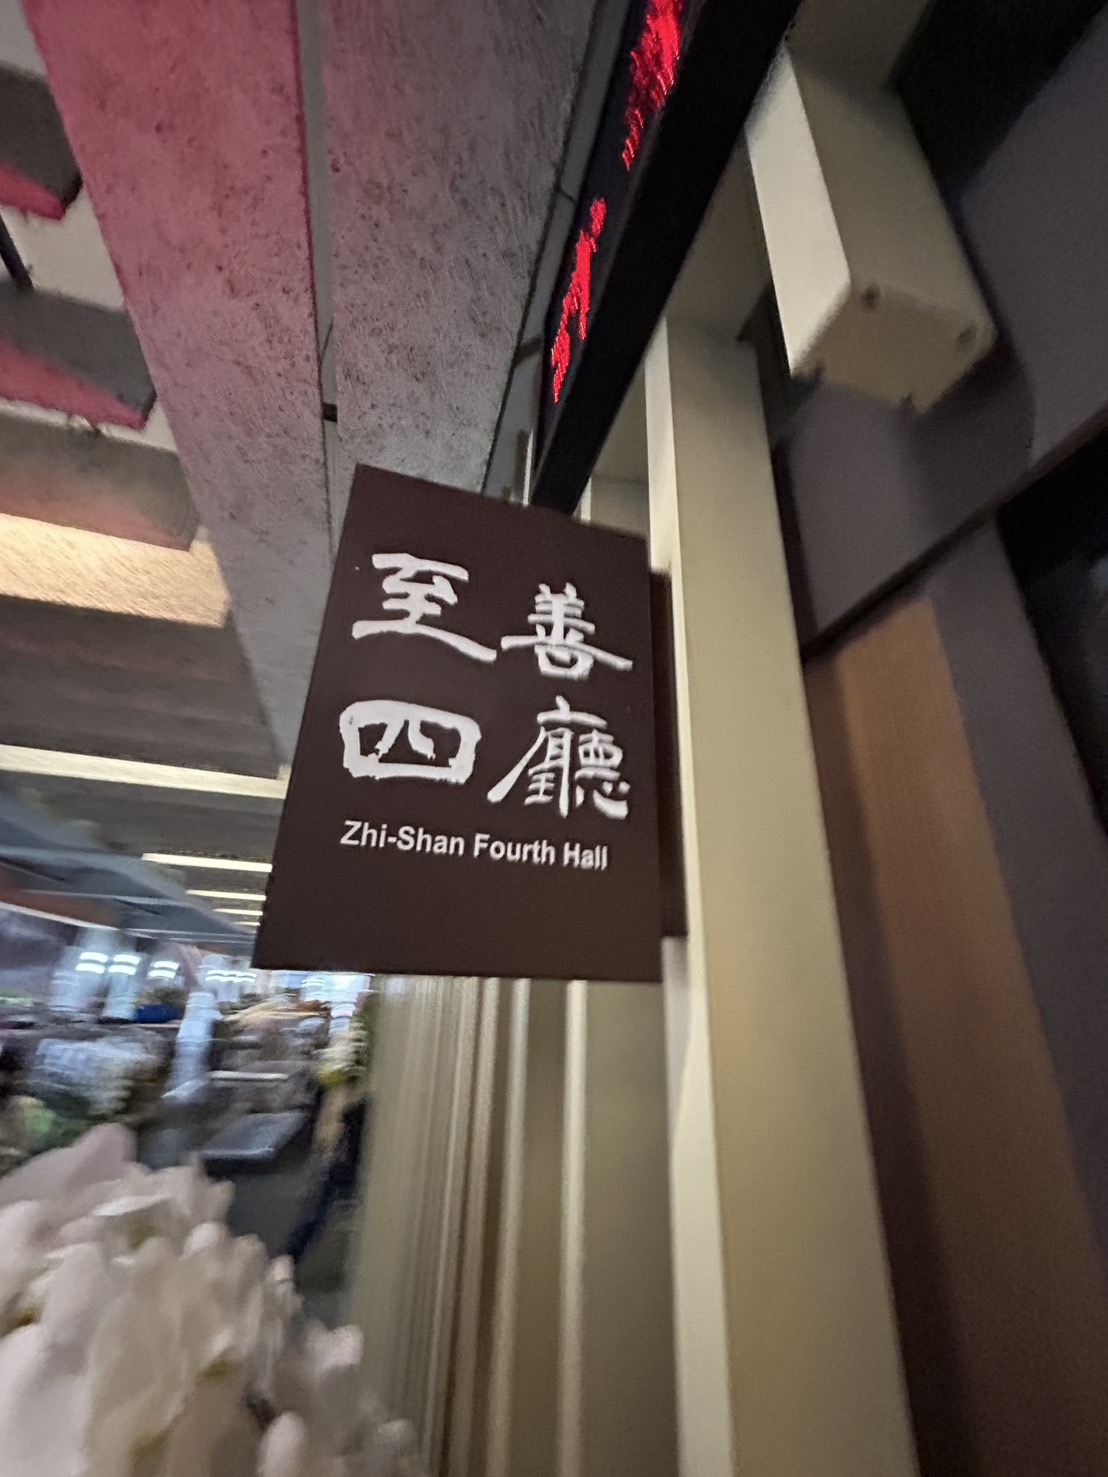 至善
四廳
Zhi-Shan Fourth Hall